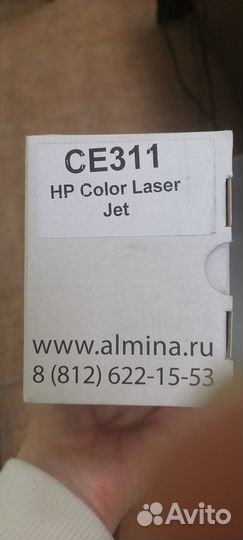 CE311
HP Color Laser
Jet
www.almina.ru
8 (812) 622-15-53
Avito